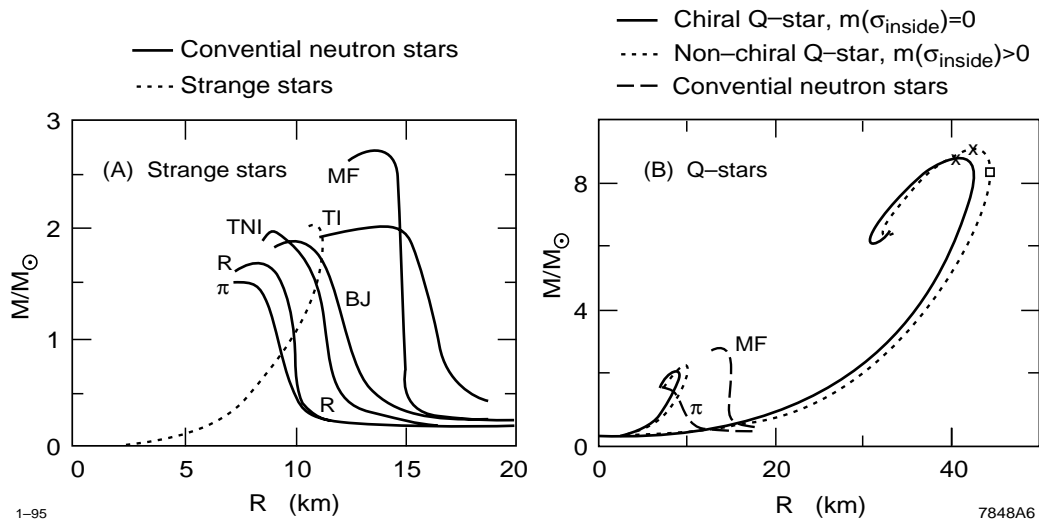 Convential neutron stars
Strange stars
Chiral Q–star, m(σinside)=0
Non–chiral Q–star, m(σinside)>0
Convential neutron stars
3
2
1
0
M/M⊙
(A) Strange stars
MF
TNI
TI
R
π
BJ
R
0
5
10
15
20
R (km)
8
4
0
M/M⊙
(B) Q–stars
x
x
MF
π
0
20
40
R (km)
1–95
7848A6